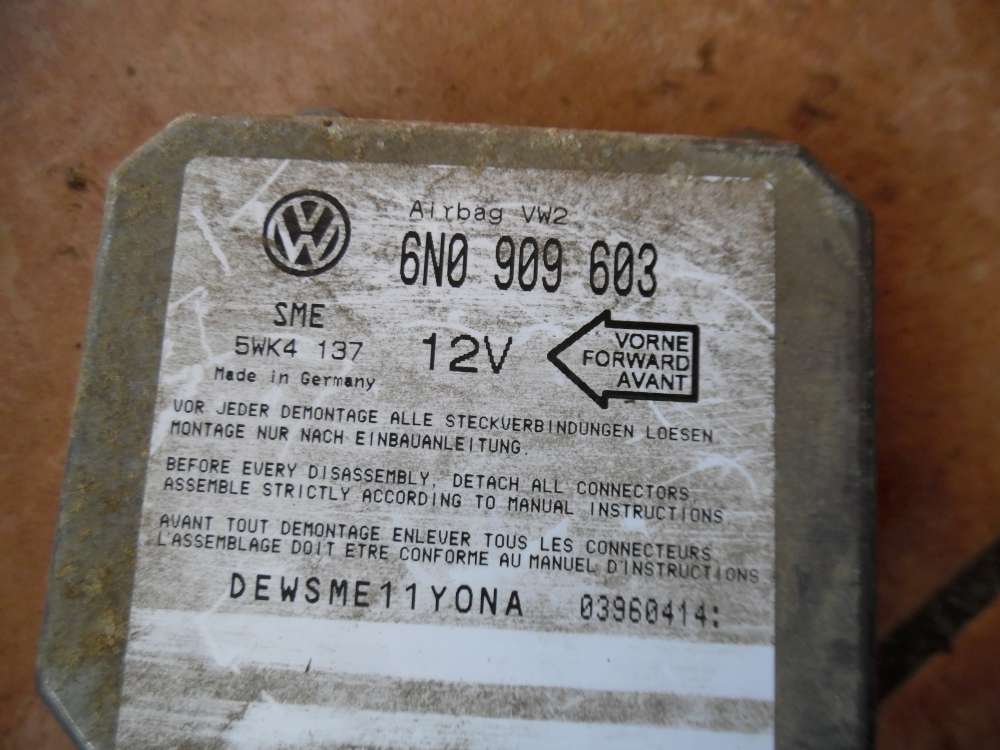 Airbag VW2
6N0 909 603
SME
5WK4 137
Made in Germany
12V
VORNE
FORWARD
AVANT
VOR JEDER DEMONTAGE ALLE STECKVERBINDUNGEN LOESEN
MONTAGE NUR NACH EINBAUANLEITUNG.
BEFORE EVERY DISASSEMBLY, DETACH ALL CONNECTORS
ASSEMBLE STRICTLY ACCORDING TO MANUAL INSTRUCTIONS
AVANT TOUT DEMONTAGE ENLEVER TOUS LES CONNECTEURS
L'ASSEMBLAGE DOIT ETRE CONFORME AU MANUEL D'INSTRUCTIONS
DEWSME11YONA 03960414: